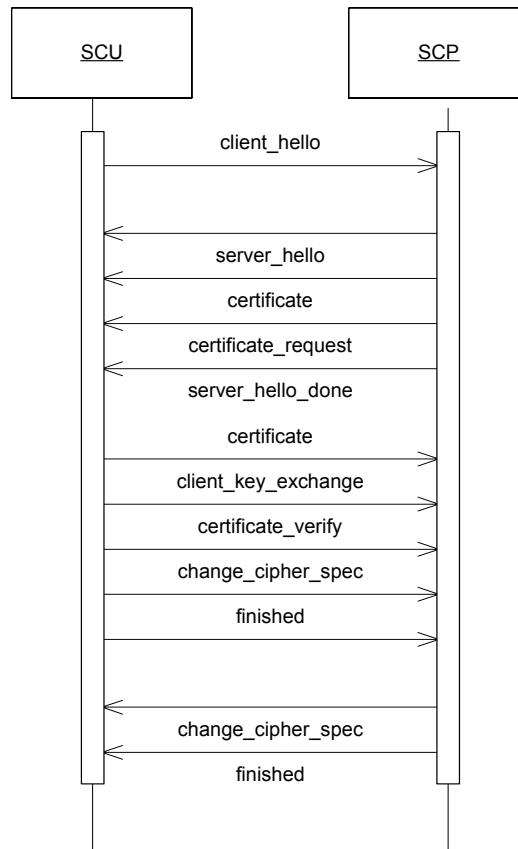 SCU
SCP
client_hello
server_hello
certificate
certificate_request
server_hello_done
certificate
client_key_exchange
certificate_verify
change_cipher_spec
finished
change_cipher_spec
finished